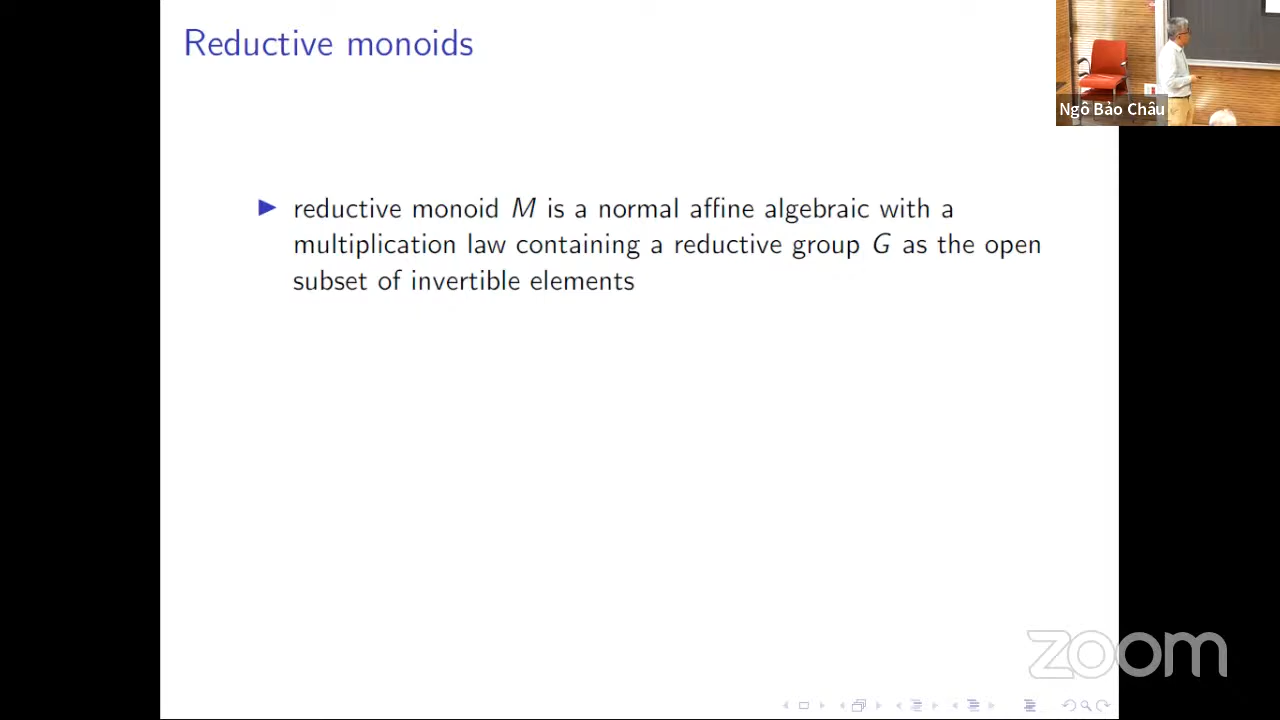 Reductive monoids
Ngô Bảo Châu
▶ reductive monoid M is a normal affine algebraic with a
multiplication law containing a reductive group G as the open
subset of invertible elements
zoom